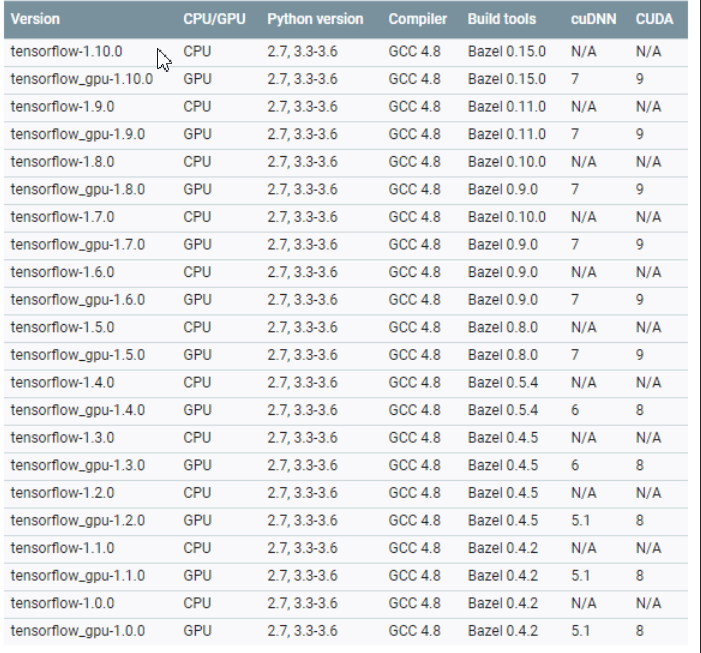 Version CPU/GPU Python version Compiler Build tools cuDNN CUDA
tensorflow-1.10.0 CPU 2.7, 3.3-3.6 GCC 4.8 Bazel 0.15.0 N/A N/A
tensorflow_gpu-1.10.0 GPU 2.7, 3.3-3.6 GCC 4.8 Bazel 0.15.0 7 9
tensorflow-1.9.0 CPU 2.7, 3.3-3.6 GCC 4.8 Bazel 0.11.0 N/A N/A
tensorflow_gpu-1.9.0 GPU 2.7, 3.3-3.6 GCC 4.8 Bazel 0.11.0 7 9
tensorflow-1.8.0 CPU 2.7, 3.3-3.6 GCC 4.8 Bazel 0.10.0 N/A N/A
tensorflow_gpu-1.8.0 GPU 2.7, 3.3-3.6 GCC 4.8 Bazel 0.9.0 7 9
tensorflow-1.7.0 CPU 2.7, 3.3-3.6 GCC 4.8 Bazel 0.10.0 N/A N/A
tensorflow_gpu-1.7.0 GPU 2.7, 3.3-3.6 GCC 4.8 Bazel 0.9.0 7 9
tensorflow-1.6.0 CPU 2.7, 3.3-3.6 GCC 4.8 Bazel 0.9.0 N/A N/A
tensorflow_gpu-1.6.0 GPU 2.7, 3.3-3.6 GCC 4.8 Bazel 0.9.0 7 9
tensorflow-1.5.0 CPU 2.7, 3.3-3.6 GCC 4.8 Bazel 0.8.0 N/A N/A
tensorflow_gpu-1.5.0 GPU 2.7, 3.3-3.6 GCC 4.8 Bazel 0.8.0 7 9
tensorflow-1.4.0 CPU 2.7, 3.3-3.6 GCC 4.8 Bazel 0.5.4 N/A N/A
tensorflow_gpu-1.4.0 GPU 2.7, 3.3-3.6 GCC 4.8 Bazel 0.5.4 6 8
tensorflow-1.3.0 CPU 2.7, 3.3-3.6 GCC 4.8 Bazel 0.4.5 N/A N/A
tensorflow_gpu-1.3.0 GPU 2.7, 3.3-3.6 GCC 4.8 Bazel 0.4.5 6 8
tensorflow-1.2.0 CPU 2.7, 3.3-3.6 GCC 4.8 Bazel 0.4.5 N/A N/A
tensorflow_gpu-1.2.0 GPU 2.7, 3.3-3.6 GCC 4.8 Bazel 0.4.5 5.1 8
tensorflow-1.1.0 CPU 2.7, 3.3-3.6 GCC 4.8 Bazel 0.4.2 N/A N/A
tensorflow_gpu-1.1.0 GPU 2.7, 3.3-3.6 GCC 4.8 Bazel 0.4.2 5.1 8
tensorflow-1.0.0 CPU 2.7, 3.3-3.6 GCC 4.8 Bazel 0.4.2 N/A N/A
tensorflow_gpu-1.0.0 GPU 2.7, 3.3-3.6 GCC 4.8 Bazel 0.4.2 5.1 8